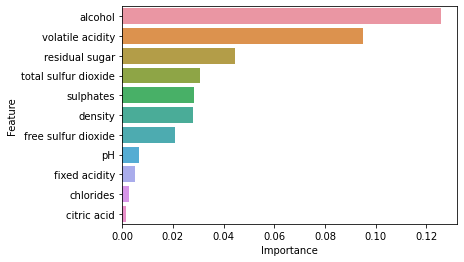 alcohol
volatile acidity
residual sugar
total sulfur dioxide
sulphates
density
free sulfur dioxide
pH
fixed acidity
chlorides
citric acid
Feature
0.00 0.02 0.04 0.06 0.08 0.10 0.12
Importance